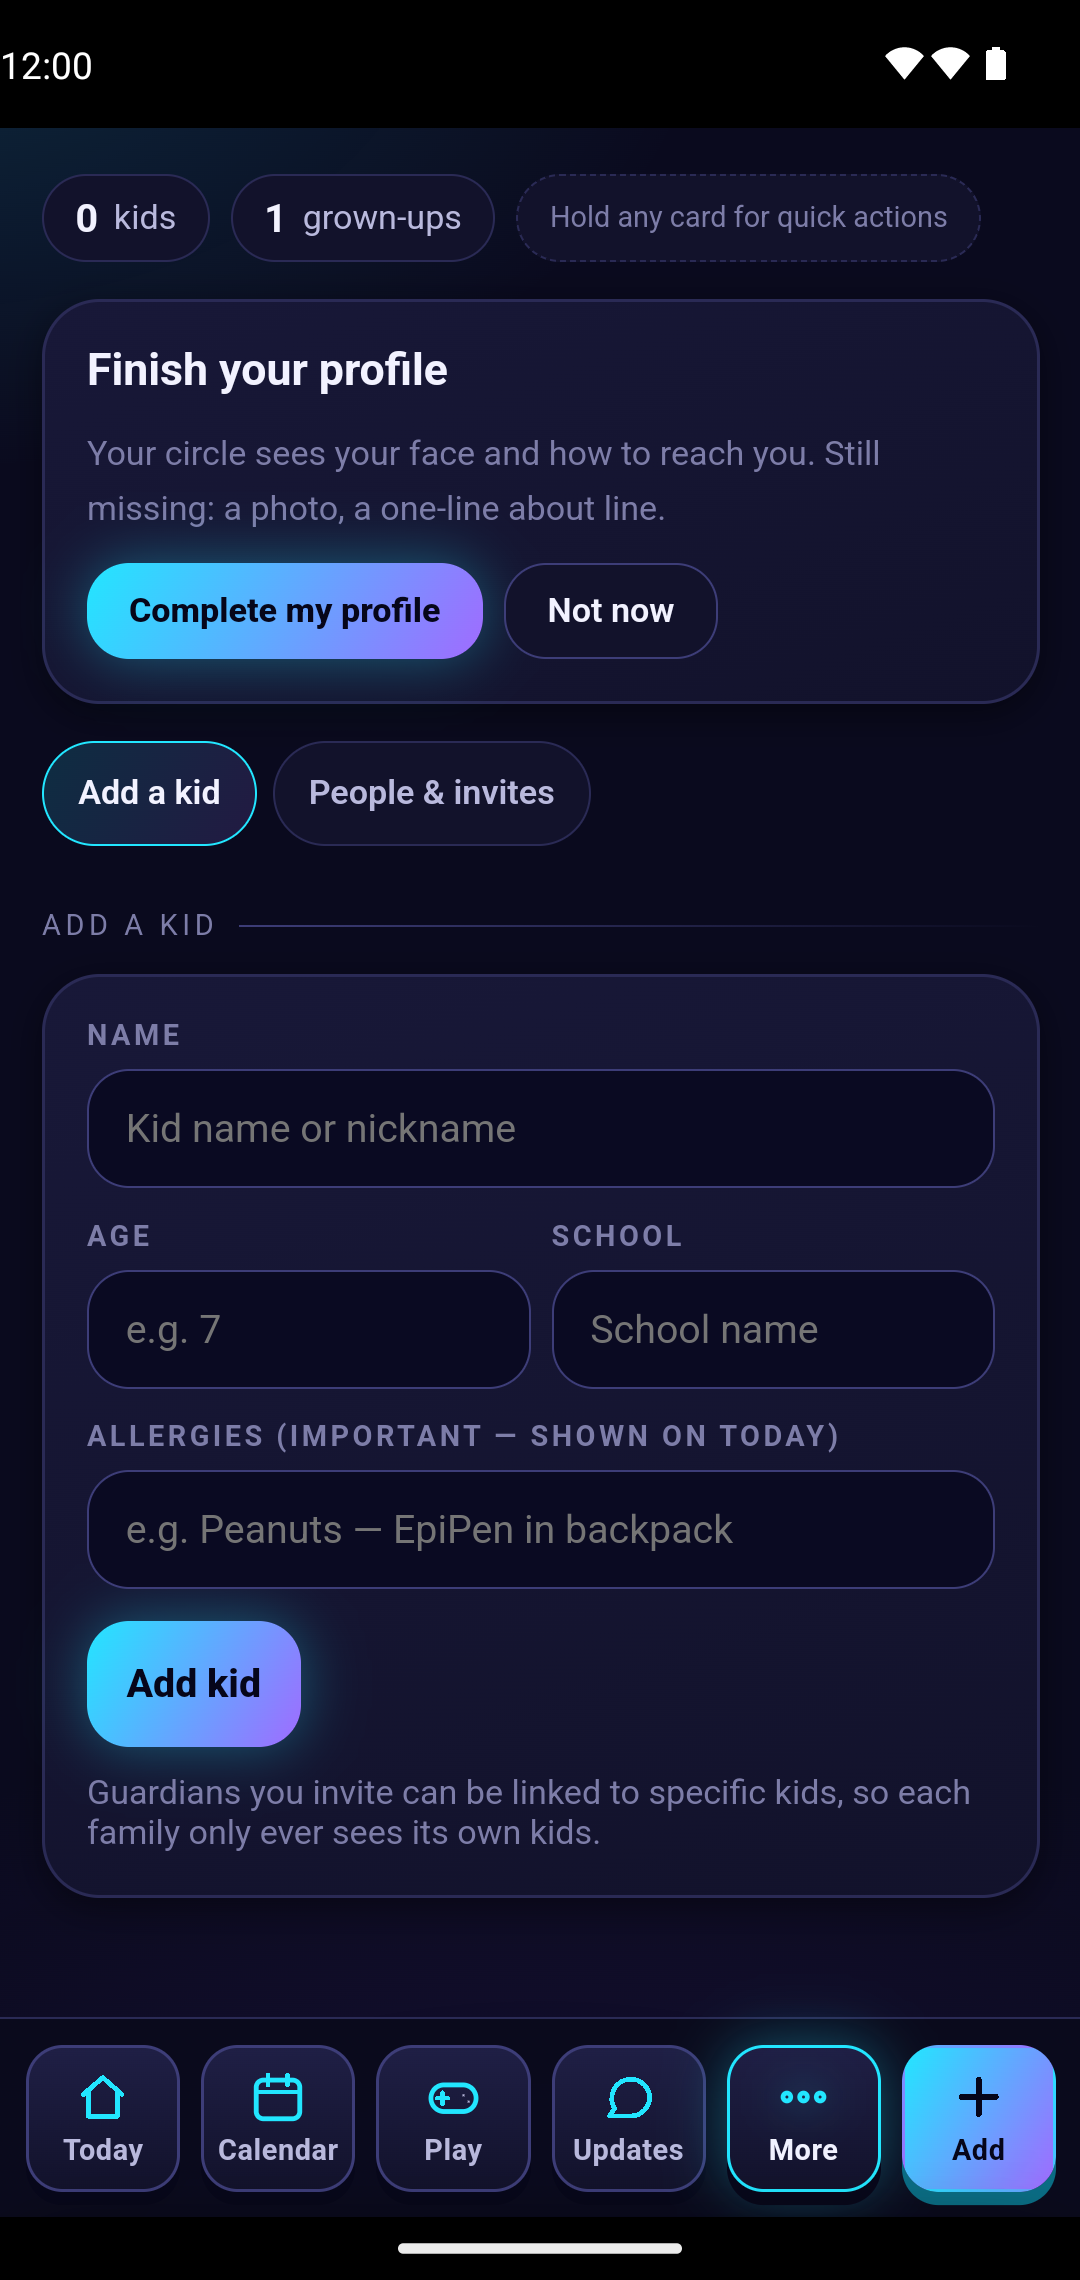 12:00
0 kids
1 grown-ups
Hold any card for quick actions
Finish your profile
Your circle sees your face and how to reach you. Still
missing: a photo, a one-line about line.
Complete my profile
Not now
Add a kid
People & invites
ADD A KID
NAME
Kid name or nickname
AGE
SCHOOL
e.g. 7
School name
ALLERGIES (IMPORTANT — SHOWN ON TODAY)
e.g. Peanuts — EpiPen in backpack
Add kid
Guardians you invite can be linked to specific kids, so each
family only ever sees its own kids.
Today
Calendar
Play
Updates
More
Add